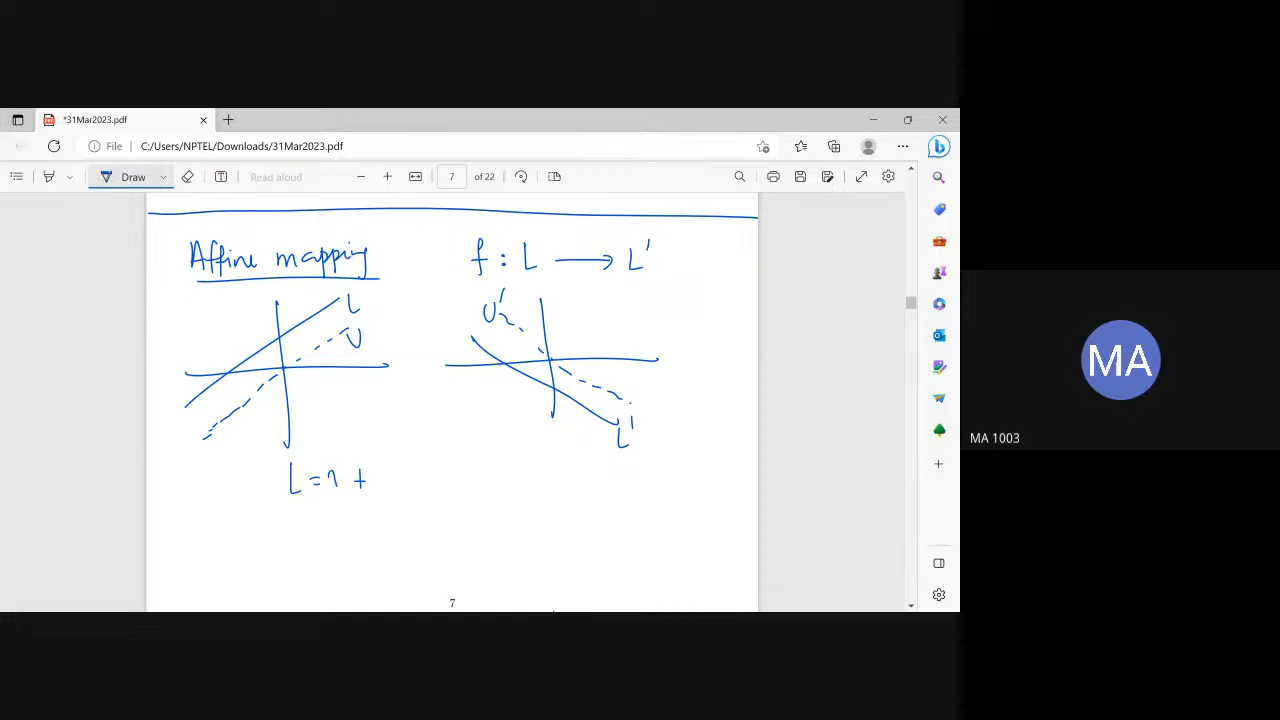 *31Mar2023.pdf
File C:/Users/NPTEL/Downloads/31Mar2023.pdf
Draw Read aloud 7 of 22
Affine mapping f : L ⟶ L'
L
U
U'
L'
L =
7
MA
MA 1003